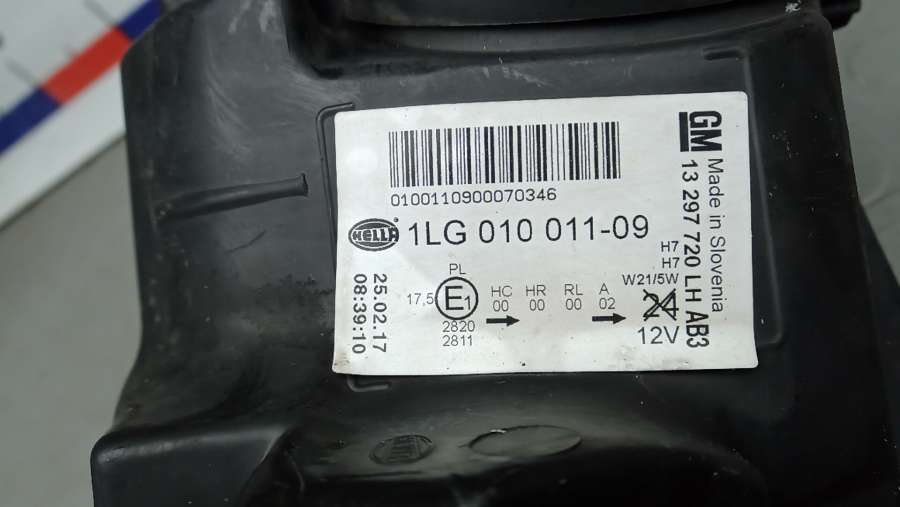 0100110900070346
HELLA 1LG 010 011-09
25.02.17
08:39:10
PL
17,5 E1
2820
2811
HC HR RL A
00 00 00 02
H7
H7
W21/5W
24
12V
GM
Made in Slovenia
13 297 720 LH AB3